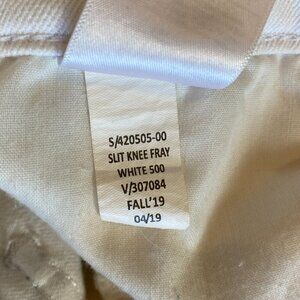 S/420505-00
SLIT KNEE FRAY
WHITE 500
V/307084
FALL'19
04/19